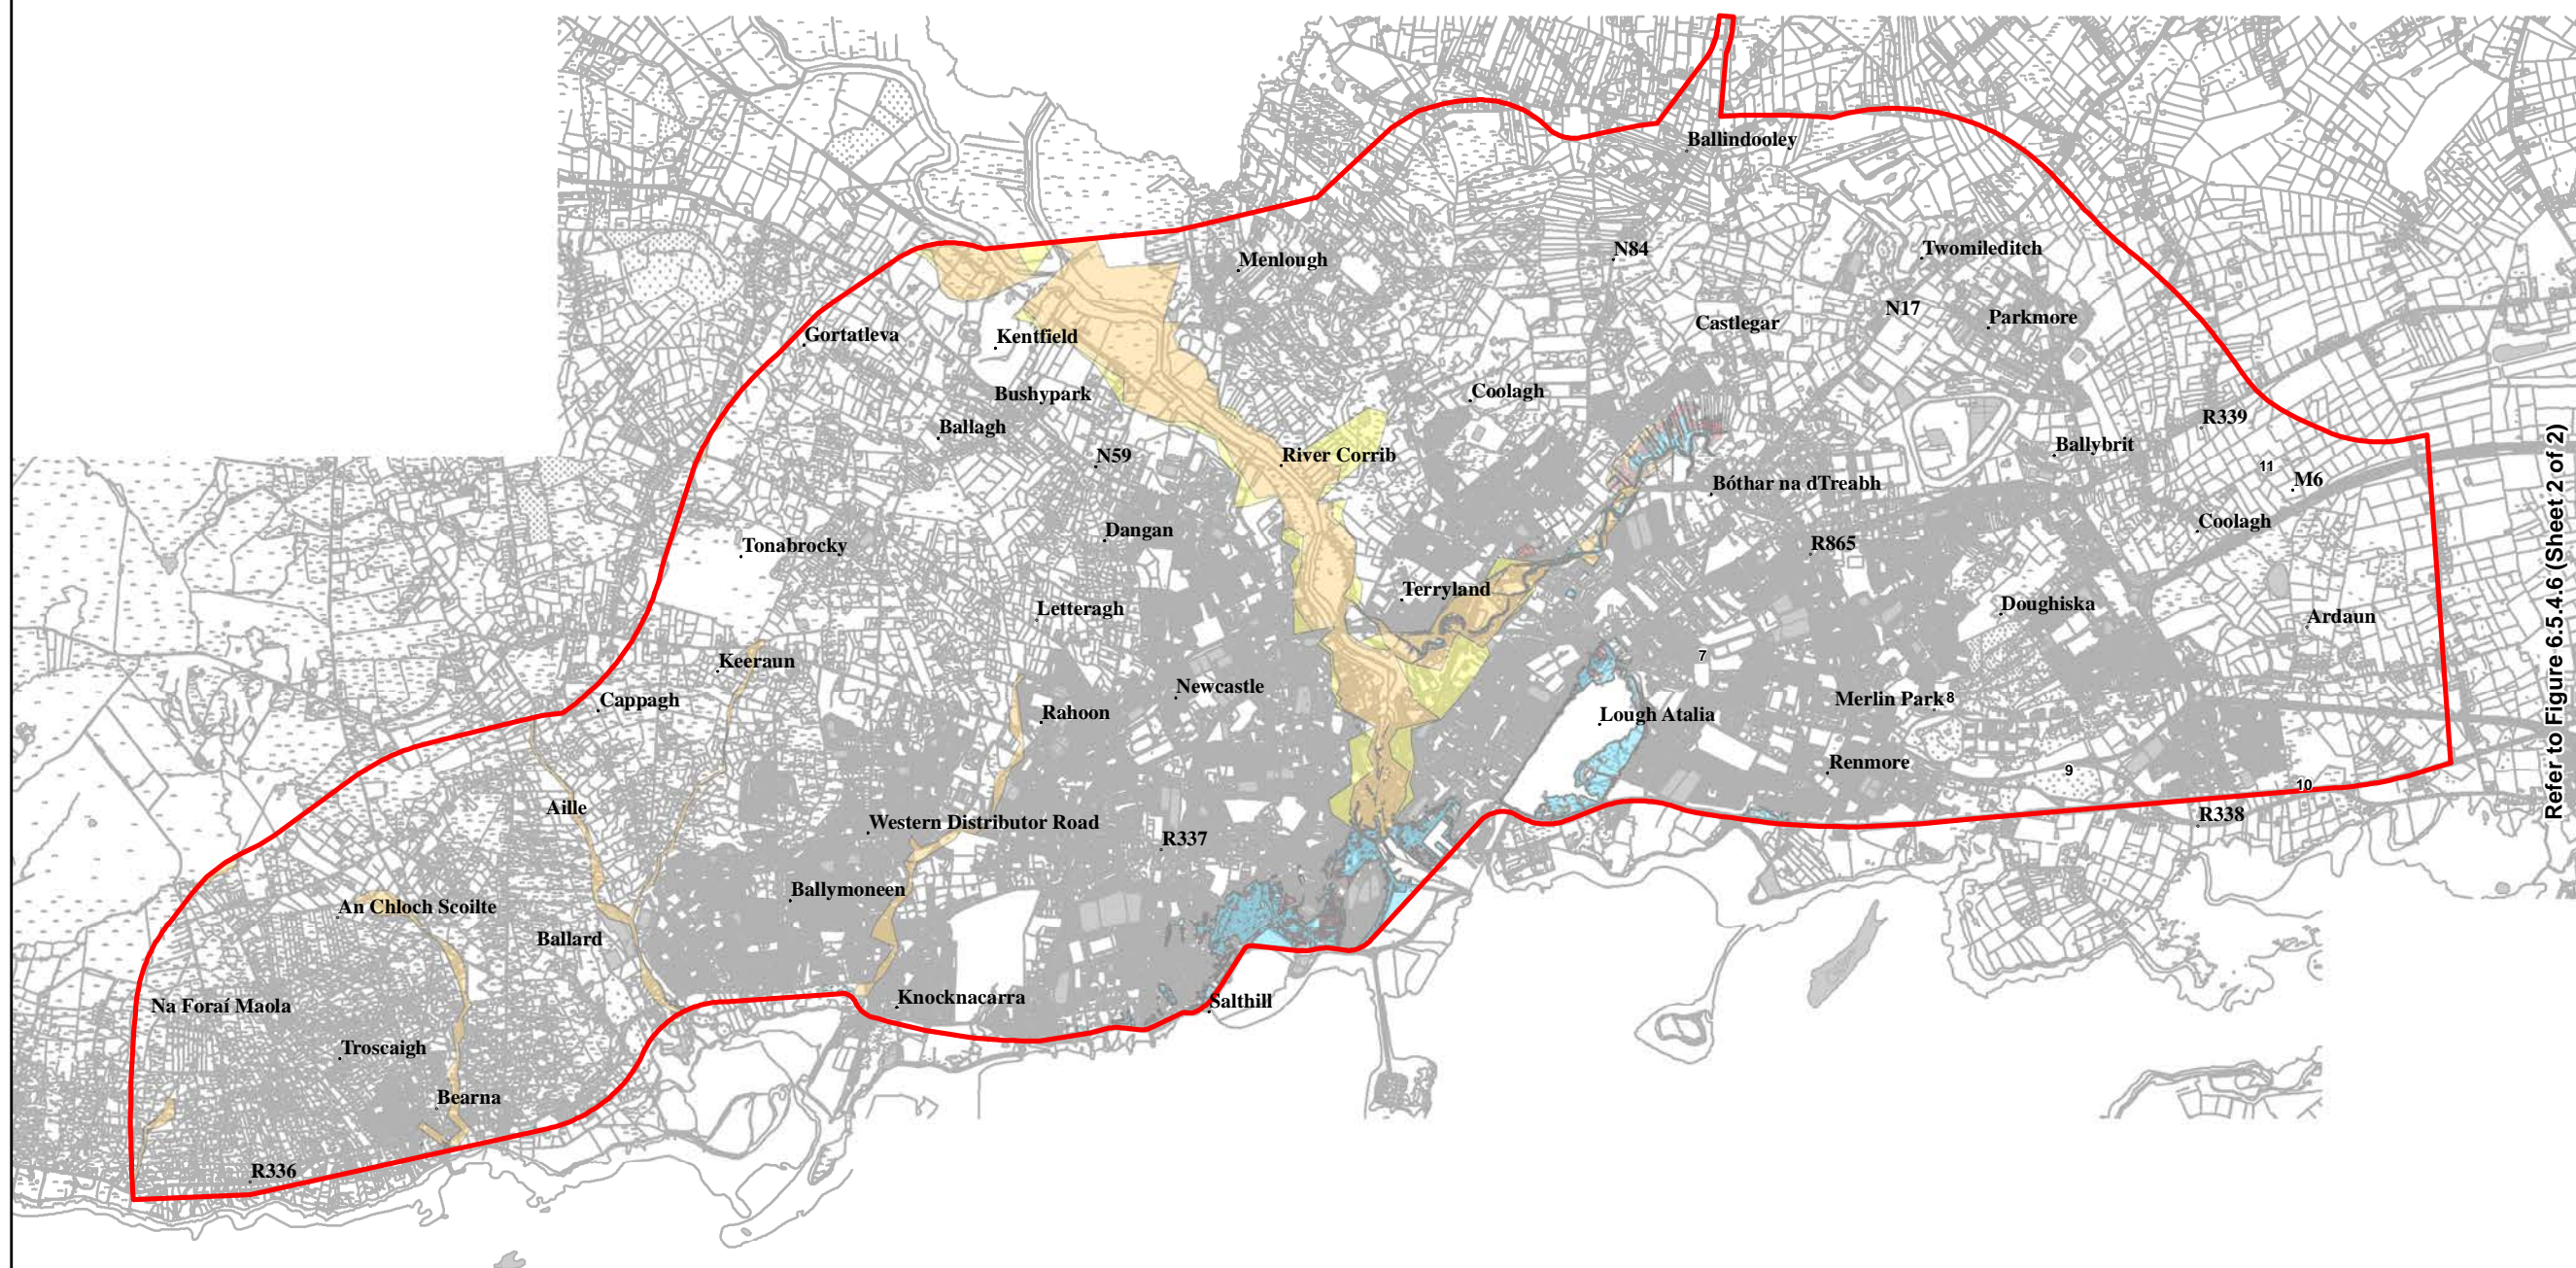 Ballindooley
Menlough
N84
Twomileditch
Gortatleva
Kentfield
N17
Parkmore
Castlegar
Bushypark
Coolagh
Ballagh
R339
N59
River Corrib
Ballybrit
11
M6
Bóthar na dTreabh
Coolagh
Dangan
Tonabrocky
R865
Terryland
Letteragh
Doughiska
Ardaun
Keeraun
7
Newcastle
Cappagh
Merlin Park
8
Rahoon
Lough Atalia
Renmore
9
10
Aille
Western Distributor Road
R338
R337
Ballymoneen
An Chloch Scoilte
Ballard
Knocknacarra
Salthill
Na Foraí Maola
Troscaigh
Bearna
R336
Refer to Figure 6.5.4.6 (Sheet 2 of 2)